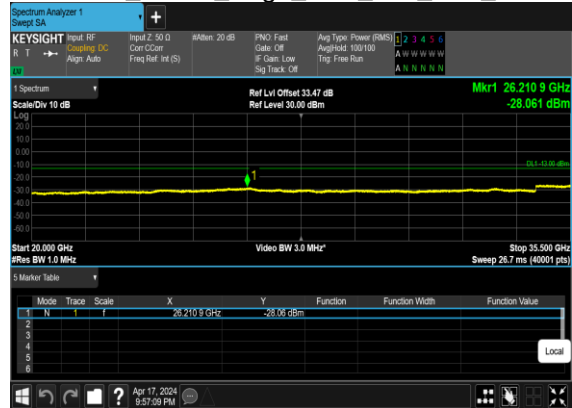 Spectrum Analyzer 1
Swept SA
+
KEYSIGHT
R T
Input: RF
Coupling: DC
Align: Auto
Input Z: 50 Ω
Corr CCorr
Freq Ref: Int (S)
#Atten: 20 dB
PNO: Fast
Gate: Off
IF Gain: Low
Sig Track: Off
Avg Type: Power (RMS)
Avg|Hold: 100/100
Trig: Free Run
1 2 3 4 5 6
A W W W W W
A N N N N N
1 Spectrum
Scale/Div 10 dB
Ref Lvl Offset 33.47 dB
Ref Level 30.00 dBm
Mkr1 26.210 9 GHz
-28.061 dBm
Log
20.0
10.0
0.00
-10.0
-20.0
-30.0
-40.0
-50.0
-60.0
DL1 -13.00 dBm
1
Start 20.000 GHz
#Res BW 1.0 MHz
Video BW 3.0 MHz*
Stop 35.500 GHz
Sweep 26.7 ms (40001 pts)
5 Marker Table
Mode Trace Scale X Y Function Function Width Function Value
1 N 1 f 26.210 9 GHz -28.06 dBm
2
3
4
5
6
Local
?
Apr 17, 2024
9:57:09 PM